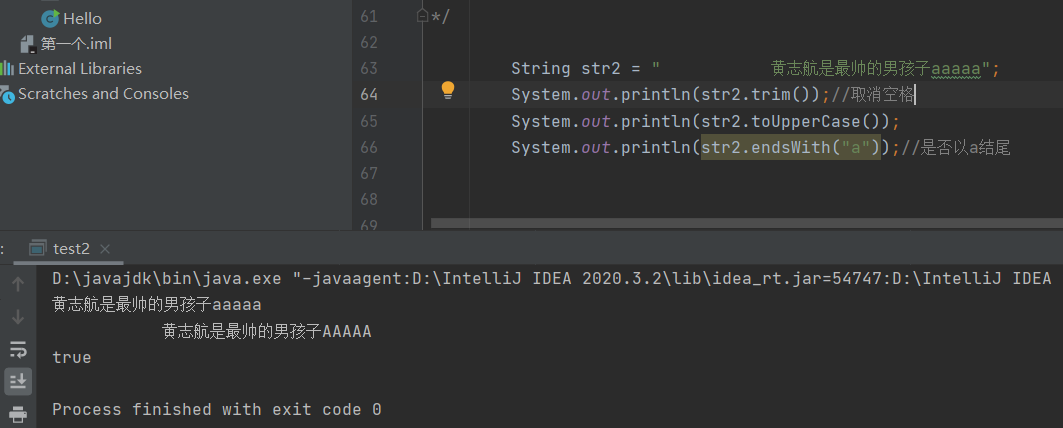 Hello
第一个.iml
External Libraries
Scratches and Consoles
61 */
62
63 String str2 = "           黄志航是最帅的男孩子aaaaa";
64 System.out.println(str2.trim());//取消空格
65 System.out.println(str2.toUpperCase());
66 System.out.println(str2.endsWith("a"));//是否以a结尾
67
68
69
: test2 ×
D:\javajdk\bin\java.exe "-javaagent:D:\IntelliJ IDEA 2020.3.2\lib\idea_rt.jar=54747:D:\IntelliJ IDEA
黄志航是最帅的男孩子aaaaa
           黄志航是最帅的男孩子AAAAA
true
Process finished with exit code 0